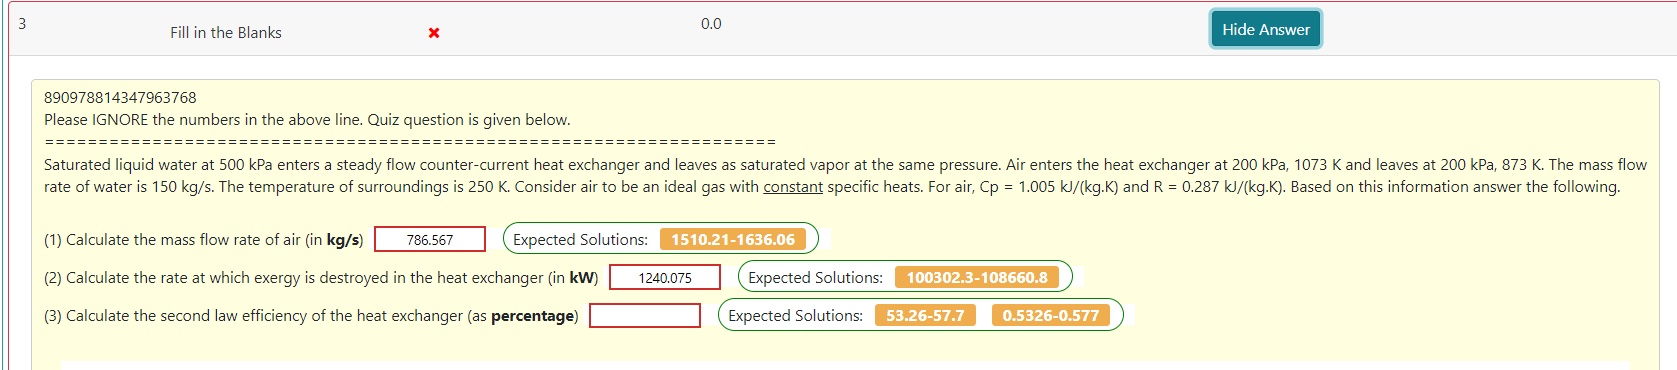 3 Fill in the Blanks ✖ 0.0 Hide Answer
890978814347963768
Please IGNORE the numbers in the above line. Quiz question is given below.
====================================================================
Saturated liquid water at 500 kPa enters a steady flow counter-current heat exchanger and leaves as saturated vapor at the same pressure. Air enters the heat exchanger at 200 kPa, 1073 K and leaves at 200 kPa, 873 K. The mass flow
rate of water is 150 kg/s. The temperature of surroundings is 250 K. Consider air to be an ideal gas with constant specific heats. For air, Cp = 1.005 kJ/(kg.K) and R = 0.287 kJ/(kg.K). Based on this information answer the following.
(1) Calculate the mass flow rate of air (in kg/s) 786.567 Expected Solutions: 1510.21-1636.06
(2) Calculate the rate at which exergy is destroyed in the heat exchanger (in kW) 1240.075 Expected Solutions: 100302.3-108660.8
(3) Calculate the second law efficiency of the heat exchanger (as percentage) Expected Solutions: 53.26-57.7 0.5326-0.577